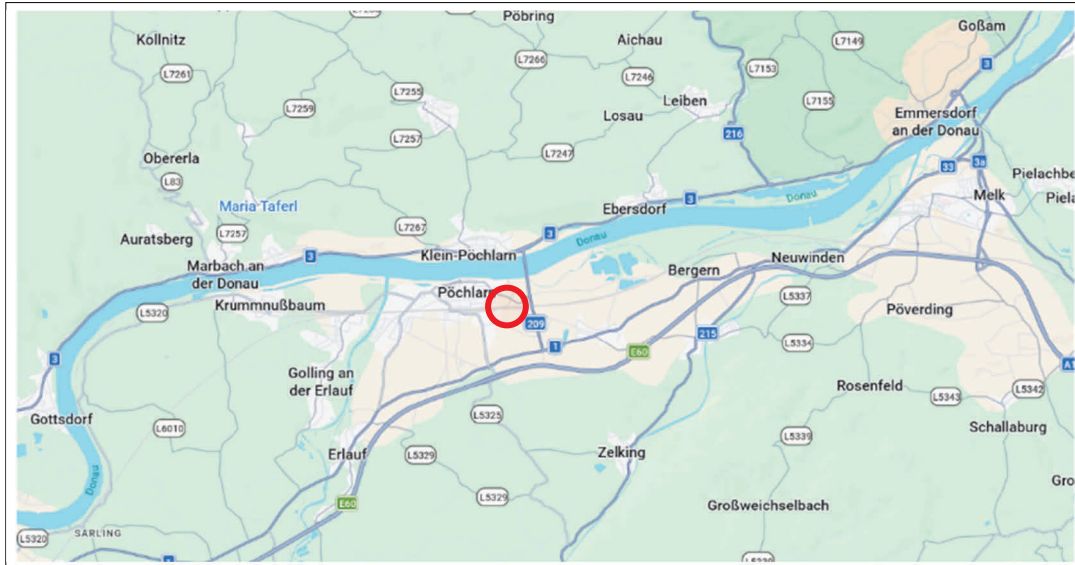 Pöbring
Goßam
Kollnitz
Aichau
L7149
3
L7266
L7261
L7153
L7246
L7255
Leiben
L7155
L7259
Losau
Emmersdorf
an der Donau
L7257
216
L7247
Obererla
33
3a
L83
Pielachbe
Maria Taferl
Ebersdorf
3
Donau
Melk
Piela
L7267
3
Donau
Auratsberg
L7257
Klein-Pöchlarn
3
Neuwinden
Marbach an
der Donau
Bergern
Pöchlarn
L5337
Krummnußbaum
L5320
Pöverding
209
215
L5334
1
E60
3
A1
Golling an
der Erlauf
Rosenfeld
L5342
L5343
Gottsdorf
L5325
L6010
Schallaburg
L5339
Erlauf
L5329
Zelking
Donau
Gro
L5329
E60
Großweichselbach
SARLING
L5320